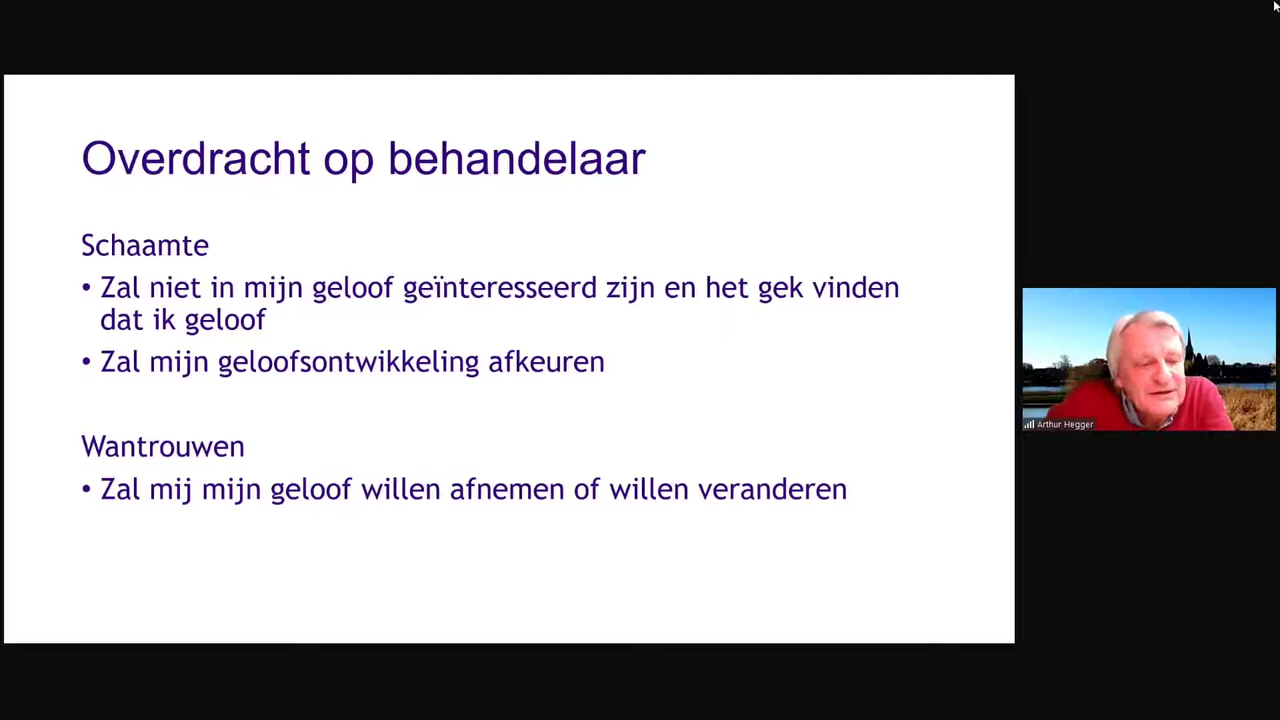 Overdracht op behandelaar
Schaamte
• Zal niet in mijn geloof geïnteresseerd zijn en het gek vinden
dat ik geloof
• Zal mijn geloofsontwikkeling afkeuren
Wantrouwen
• Zal mij mijn geloof willen afnemen of willen veranderen
Arthur Hegger